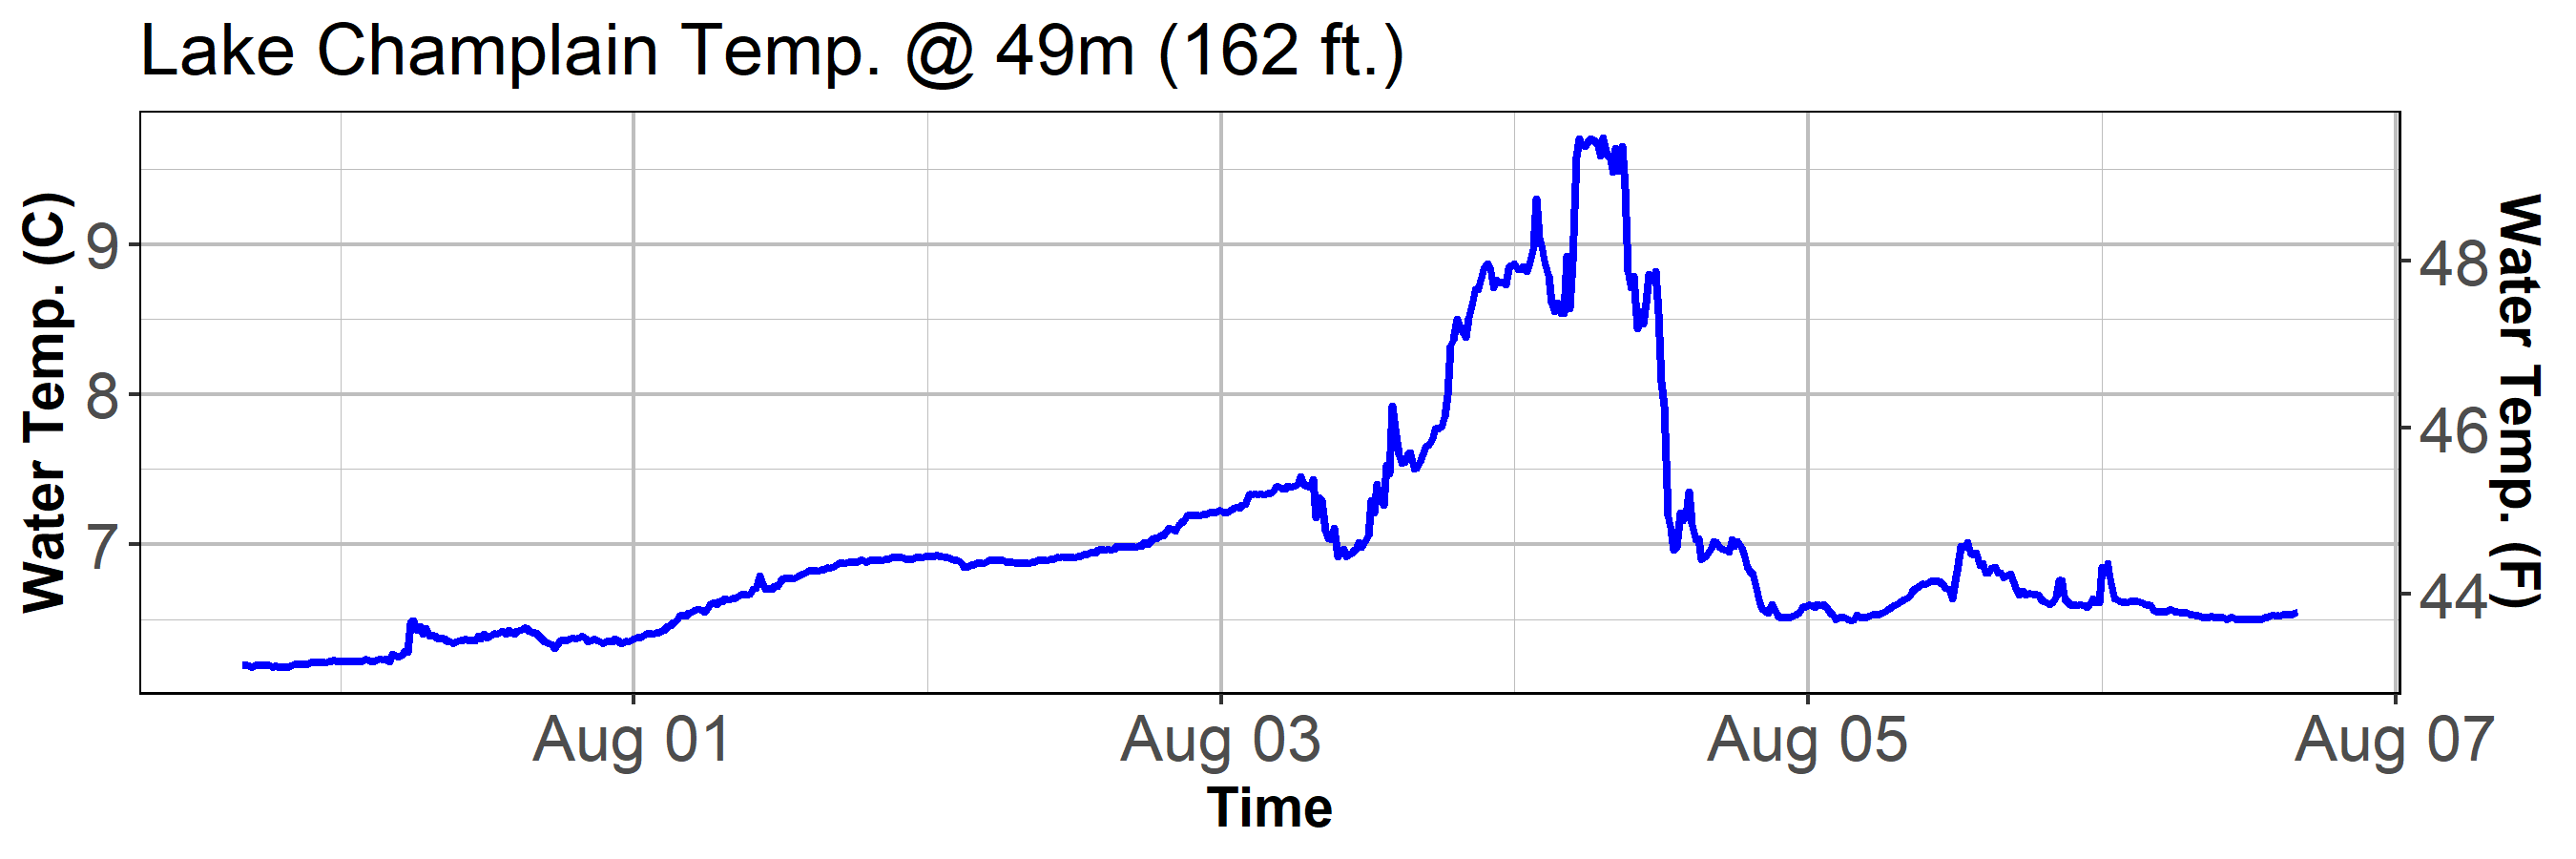 Lake Champlain Temp. @ 49m (162 ft.)
Water Temp. (C)
9
8
7
48
46
44
Water Temp. (F)
Aug 01 Aug 03 Aug 05 Aug 07
Time